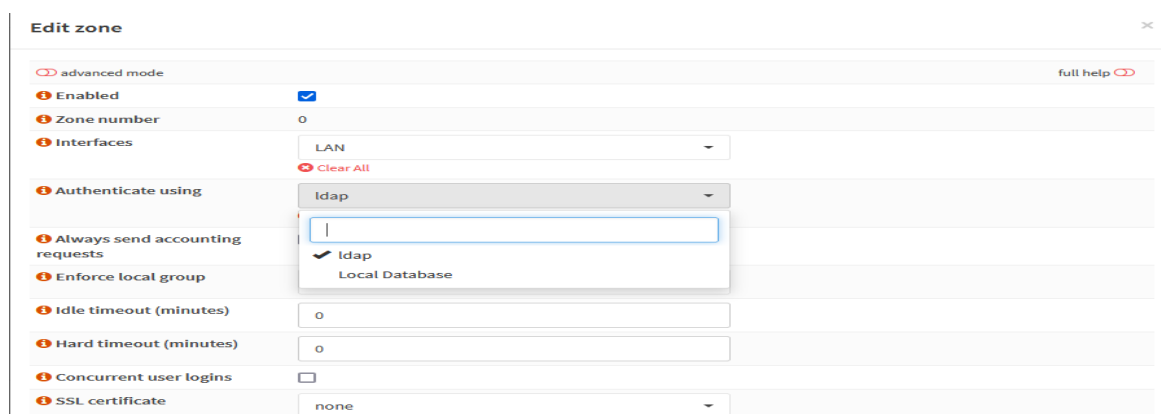 Edit zone
×
advanced mode
full help
Enabled
Zone number
0
Interfaces
LAN
Clear All
Authenticate using
ldap
Always send accounting
requests
ldap
Local Database
Enforce local group
Idle timeout (minutes)
0
Hard timeout (minutes)
0
Concurrent user logins
SSL certificate
none